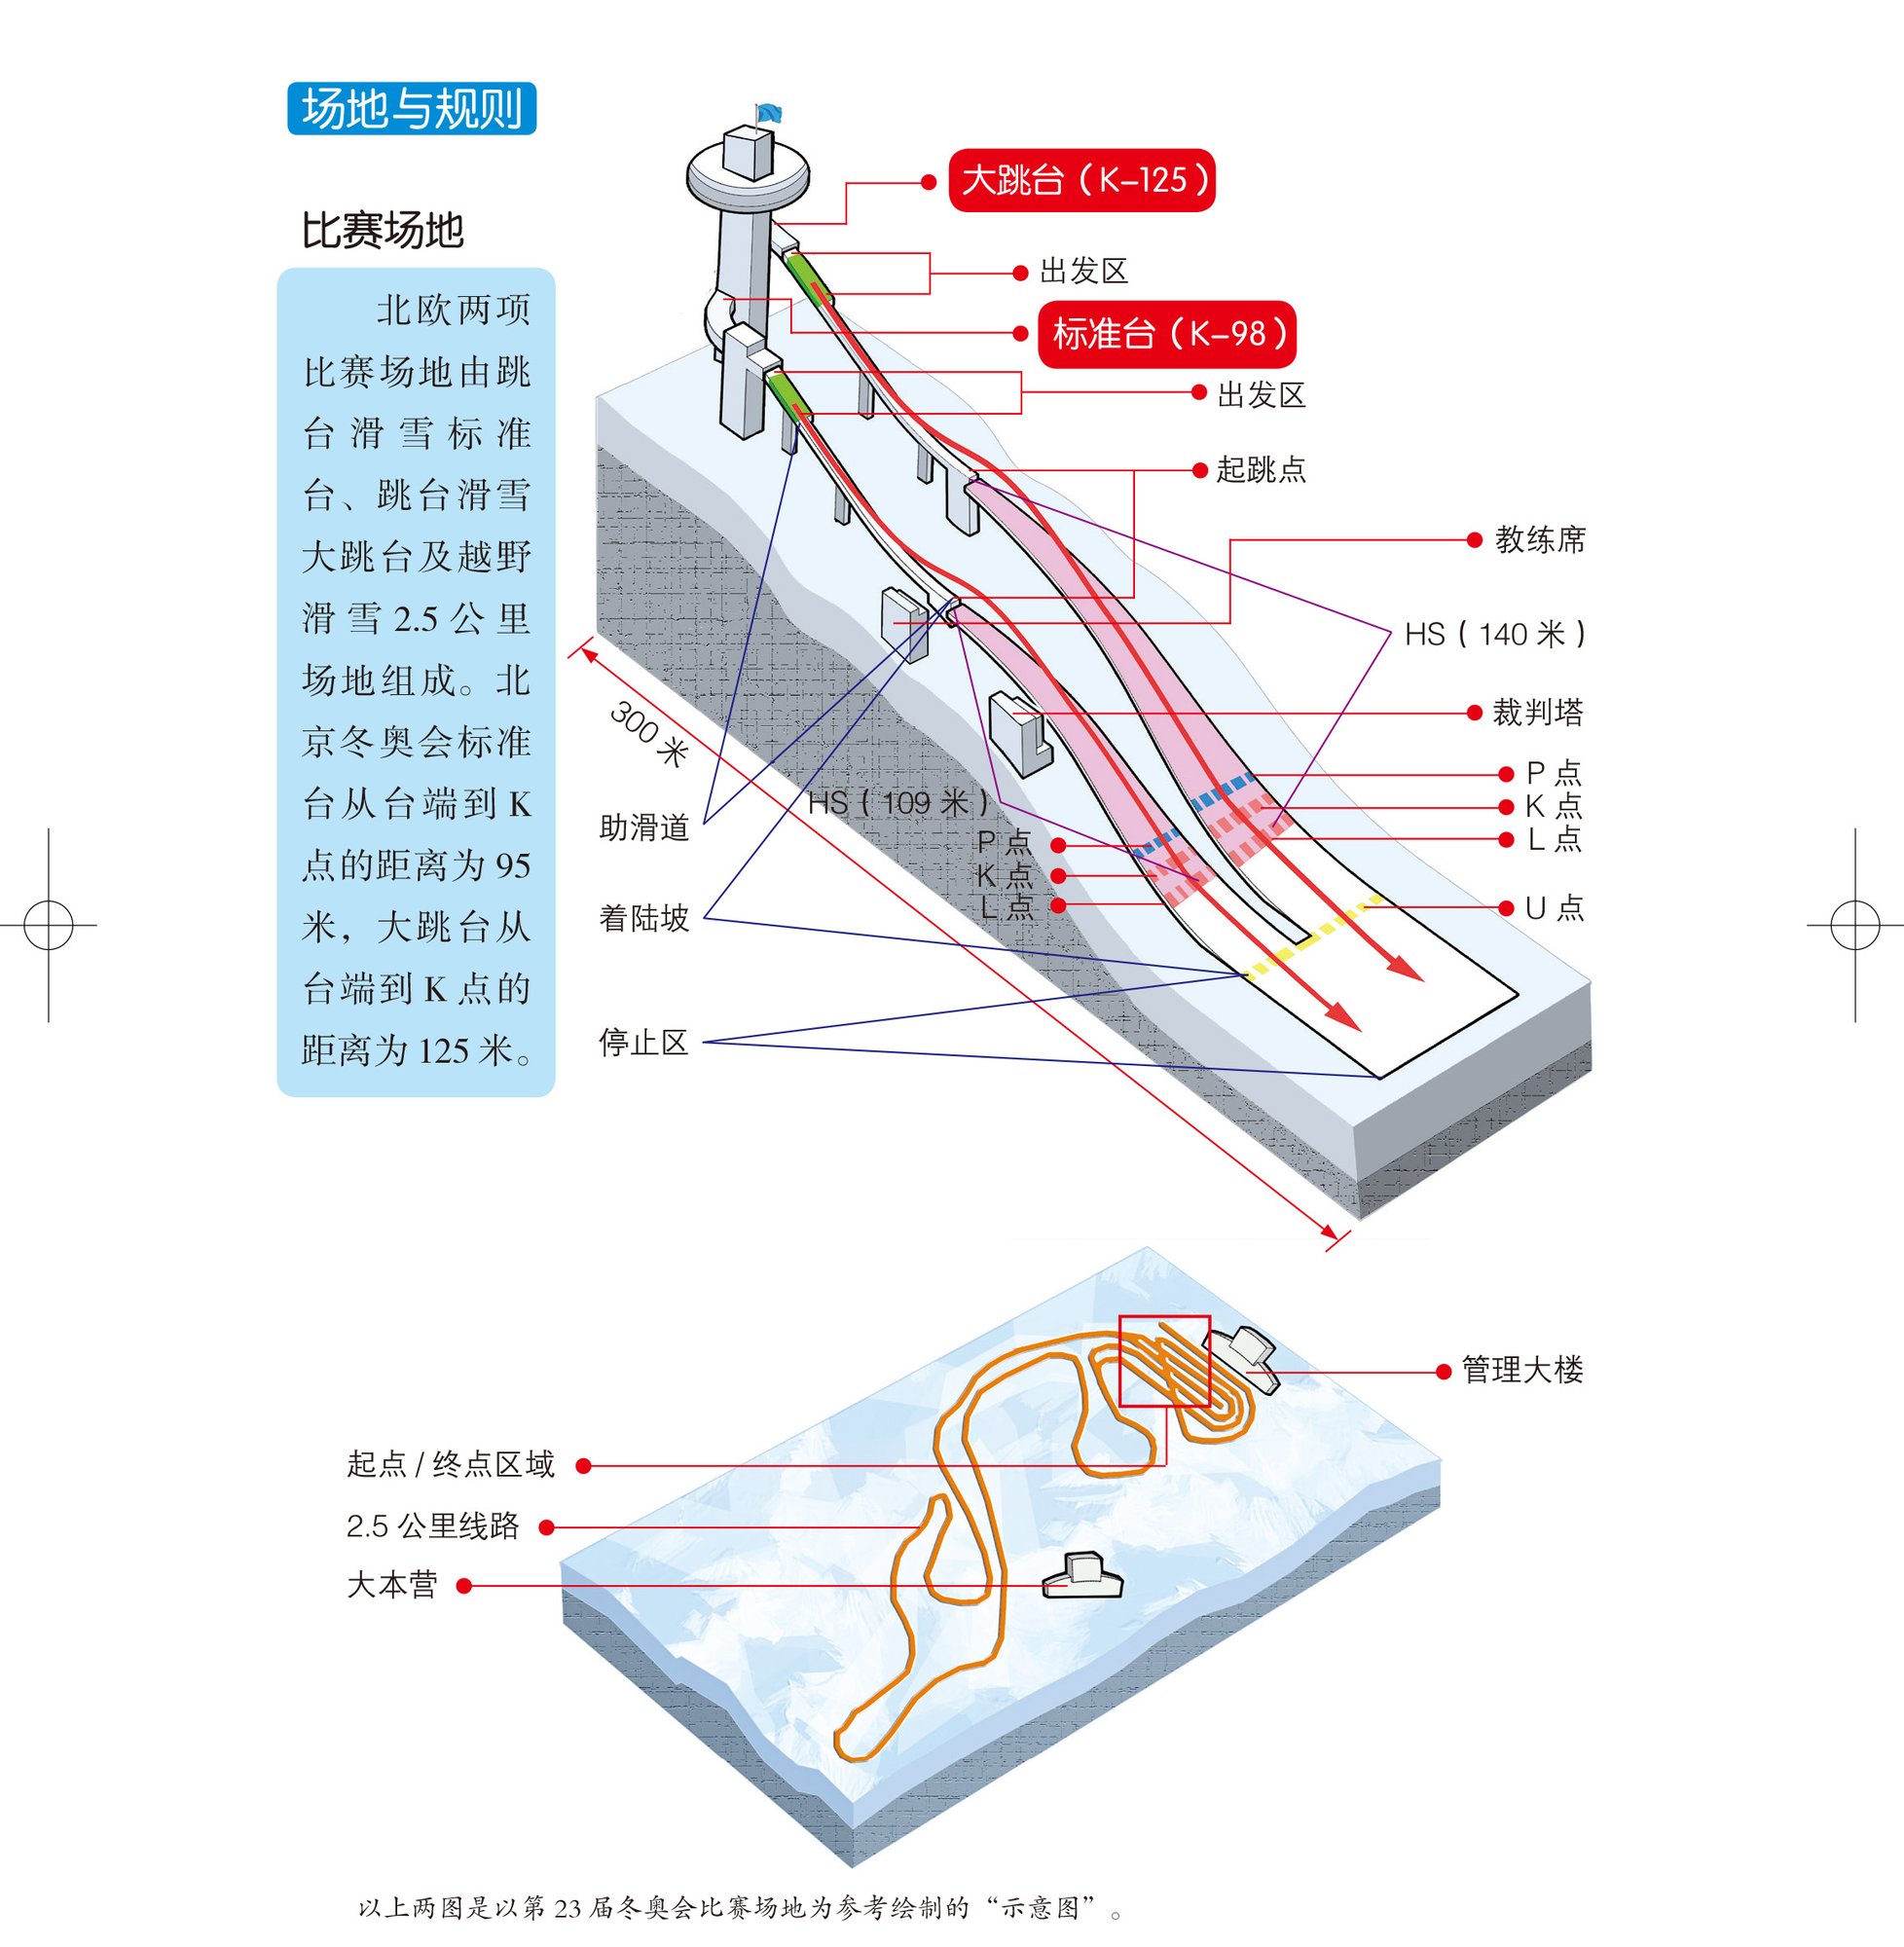 场地与规则
比赛场地
北欧两项
比赛场地由跳
台滑雪标准
台、跳台滑雪
大跳台及越野
滑雪 2.5 公里
场地组成。北
京冬奥会标准
台从台端到 K
点的距离为 95
米，大跳台从
台端到 K 点的
距离为 125 米。
大跳台（K–125）
出发区
标准台（K–98）
出发区
起跳点
教练席
HS（140 米）
裁判塔
P 点
K 点
L 点
U 点
300 米
HS（109 米）
P 点
K 点
L 点
助滑道
着陆坡
停止区
管理大楼
起点 / 终点区域
2.5 公里线路
大本营
以上两图是以第 23 届冬奥会比赛场地为参考绘制的“示意图”。